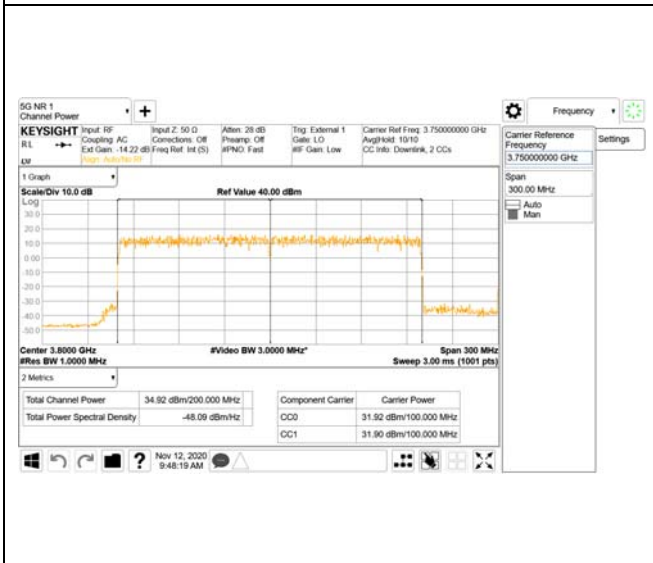 5G NR 1
Channel Power
Frequency
KEYSIGHT
RL
Input: RF
Coupling: AC
Ext Gain: -14.22 dB
Align: Auto/No RF
Input Z: 50 Ω
Corrections: Off
Freq Ref: Int (S)
Atten: 28 dB
Preamp: Off
#PNO: Fast
Trig: External 1
Gate: LO
#IF Gain: Low
Carrier Ref Freq: 3.750000000 GHz
Avg|Hold: 10/10
CC Info: Downlink, 2 CCs
Carrier Reference
Frequency
3.750000000 GHz
Settings
Span
300.00 MHz
Auto
Man
1 Graph
Scale/Div 10.0 dB
Ref Value 40.00 dBm
Log
30.0
20.0
10.0
0.00
-10.0
-20.0
-30.0
-40.0
-50.0
Center 3.8000 GHz
#Video BW 3.0000 MHz*
Span 300 MHz
#Res BW 1.0000 MHz
Sweep 3.00 ms (1001 pts)
2 Metrics
Total Channel Power 34.92 dBm/200.000 MHz
Total Power Spectral Density -48.09 dBm/Hz
Component Carrier Carrier Power
CC0 31.92 dBm/100.000 MHz
CC1 31.90 dBm/100.000 MHz
Nov 12, 2020
9:48:19 AM